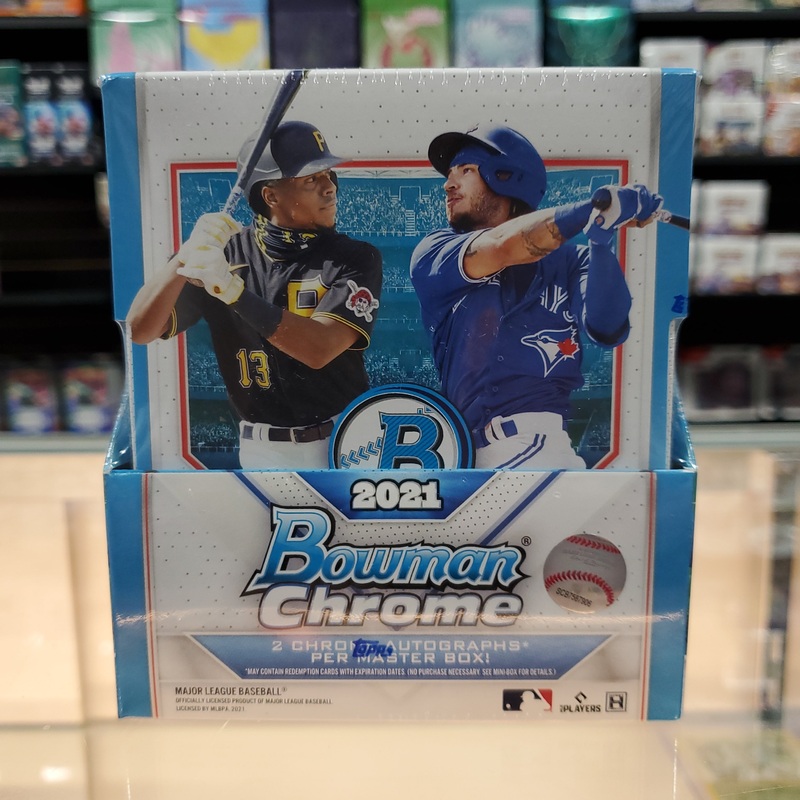 P
P
13
B
2021
Bowman®
Chrome
2 CHROME AUTOGRAPHS*
Topps
PER MASTER BOX!
*MAY CONTAIN REDEMPTION CARDS WITH EXPIRATION DATES (NO PURCHASE NECESSARY SEE MINI-BOX FOR DETAILS.)
MAJOR LEAGUE BASEBALL®
OFFICIALLY LICENSED PRODUCT OF MAJOR LEAGUE BASEBALL
LICENSED BY MLBPA-2021
PLAYERS
H